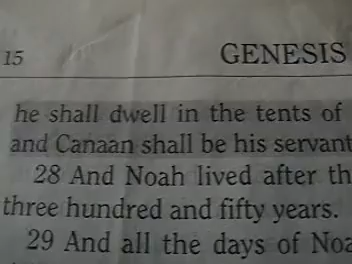 15 GENESIS
he shall dwell in the tents of
and Canaan shall be his servant
28 And Noah lived after th
three hundred and fifty years.
29 And all the days of Noa